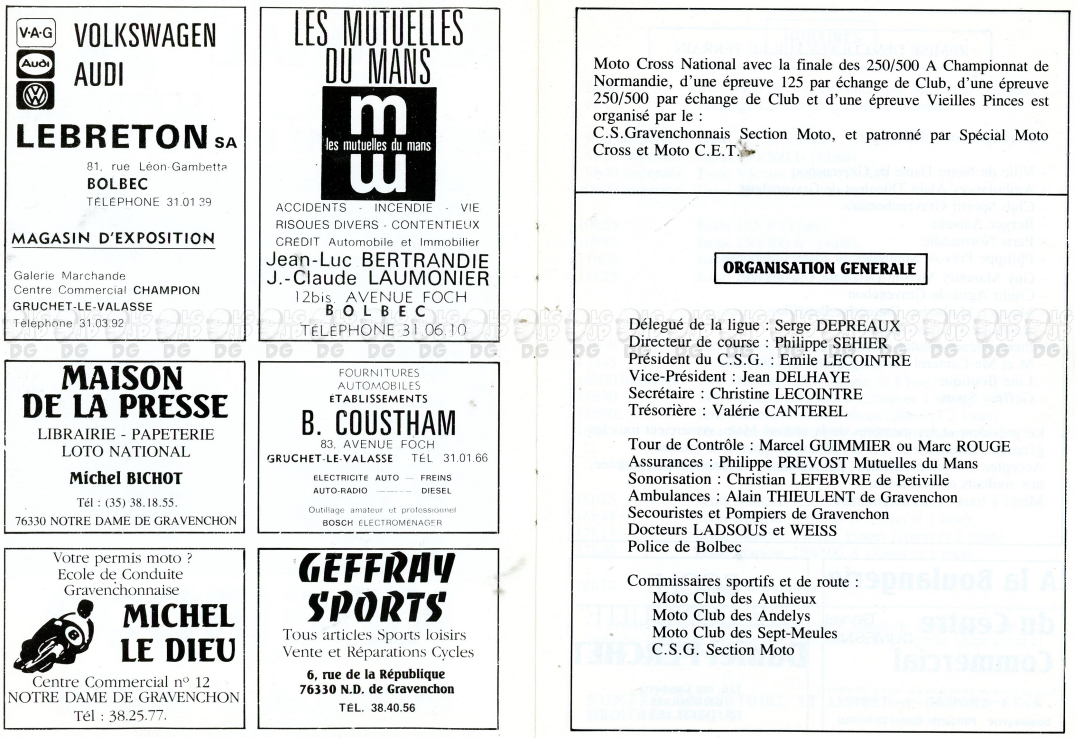 V·A·G
Audi
VOLKSWAGEN
AUDI
LEBRETON SA
81, rue Léon-Gambetta
BOLBEC
TÉLÉPHONE 31.01 39
MAGASIN D'EXPOSITION
Galerie Marchande
Centre Commercial CHAMPION
GRUCHET-LE-VALASSE
Téléphone 31.03.92
LES MUTUELLES
DU MANS
les mutuelles du mans
ACCIDENTS - INCENDIE - VIE
RISQUES DIVERS - CONTENTIEUX
CRÉDIT Automobile et Immobilier
Jean-Luc BERTRANDIE
J.-Claude LAUMONIER
12bis, AVENUE FOCH
BOLBEC
TÉLÉPHONE 31.06.10
MAISON
DE LA PRESSE
LIBRAIRIE - PAPETERIE
LOTO NATIONAL
Michel BICHOT
Tél : (35) 38.18.55.
76330 NOTRE DAME DE GRAVENCHON
FOURNITURES
AUTOMOBILES
ETABLISSEMENTS
B. COUSTHAM
83, AVENUE FOCH
GRUCHET-LE-VALASSE TÉL 31.01.66
ELECTRICITE AUTO — FREINS
AUTO-RADIO ——— DIESEL
Outillage amateur et professionnel
BOSCH ÉLECTROMÉNAGER
Votre permis moto ?
Ecole de Conduite
Gravenchonnaise
MICHEL
LE DIEU
Centre Commercial nº 12
NOTRE DAME DE GRAVENCHON
Tél : 38.25.77.
GEFFRAY
SPORTS
Tous articles Sports loisirs
Vente et Réparations Cycles
6, rue de la République
76330 N.D. de Gravenchon
TÉL. 38.40.56
Moto Cross National avec la finale des 250/500 A Championnat de
Normandie, d'une épreuve 125 par échange de Club, d'une épreuve
250/500 par échange de Club et d'une épreuve Vieilles Pinces est
organisé par le :
C.S.Gravenchonnais Section Moto, et patronné par Spécial Moto
Cross et Moto C.E.T.
ORGANISATION GENERALE
Délegué de la ligue : Serge DEPREAUX
Directeur de course : Philippe SEHIER
Président du C.S.G. : Emile LECOINTRE
Vice-Président : Jean DELHAYE
Secrétaire : Christine LECOINTRE
Trésorière : Valérie CANTEREL
Tour de Contrôle : Marcel GUIMMIER ou Marc ROUGE
Assurances : Philippe PREVOST Mutuelles du Mans
Sonorisation : Christian LEFEBVRE de Petiville
Ambulances : Alain THIEULENT de Gravenchon
Secouristes et Pompiers de Gravenchon
Docteurs LADSOUS et WEISS
Police de Bolbec
Commissaires sportifs et de route :
Moto Club des Authieux
Moto Club des Andelys
Moto Club des Sept-Meules
C.S.G. Section Moto